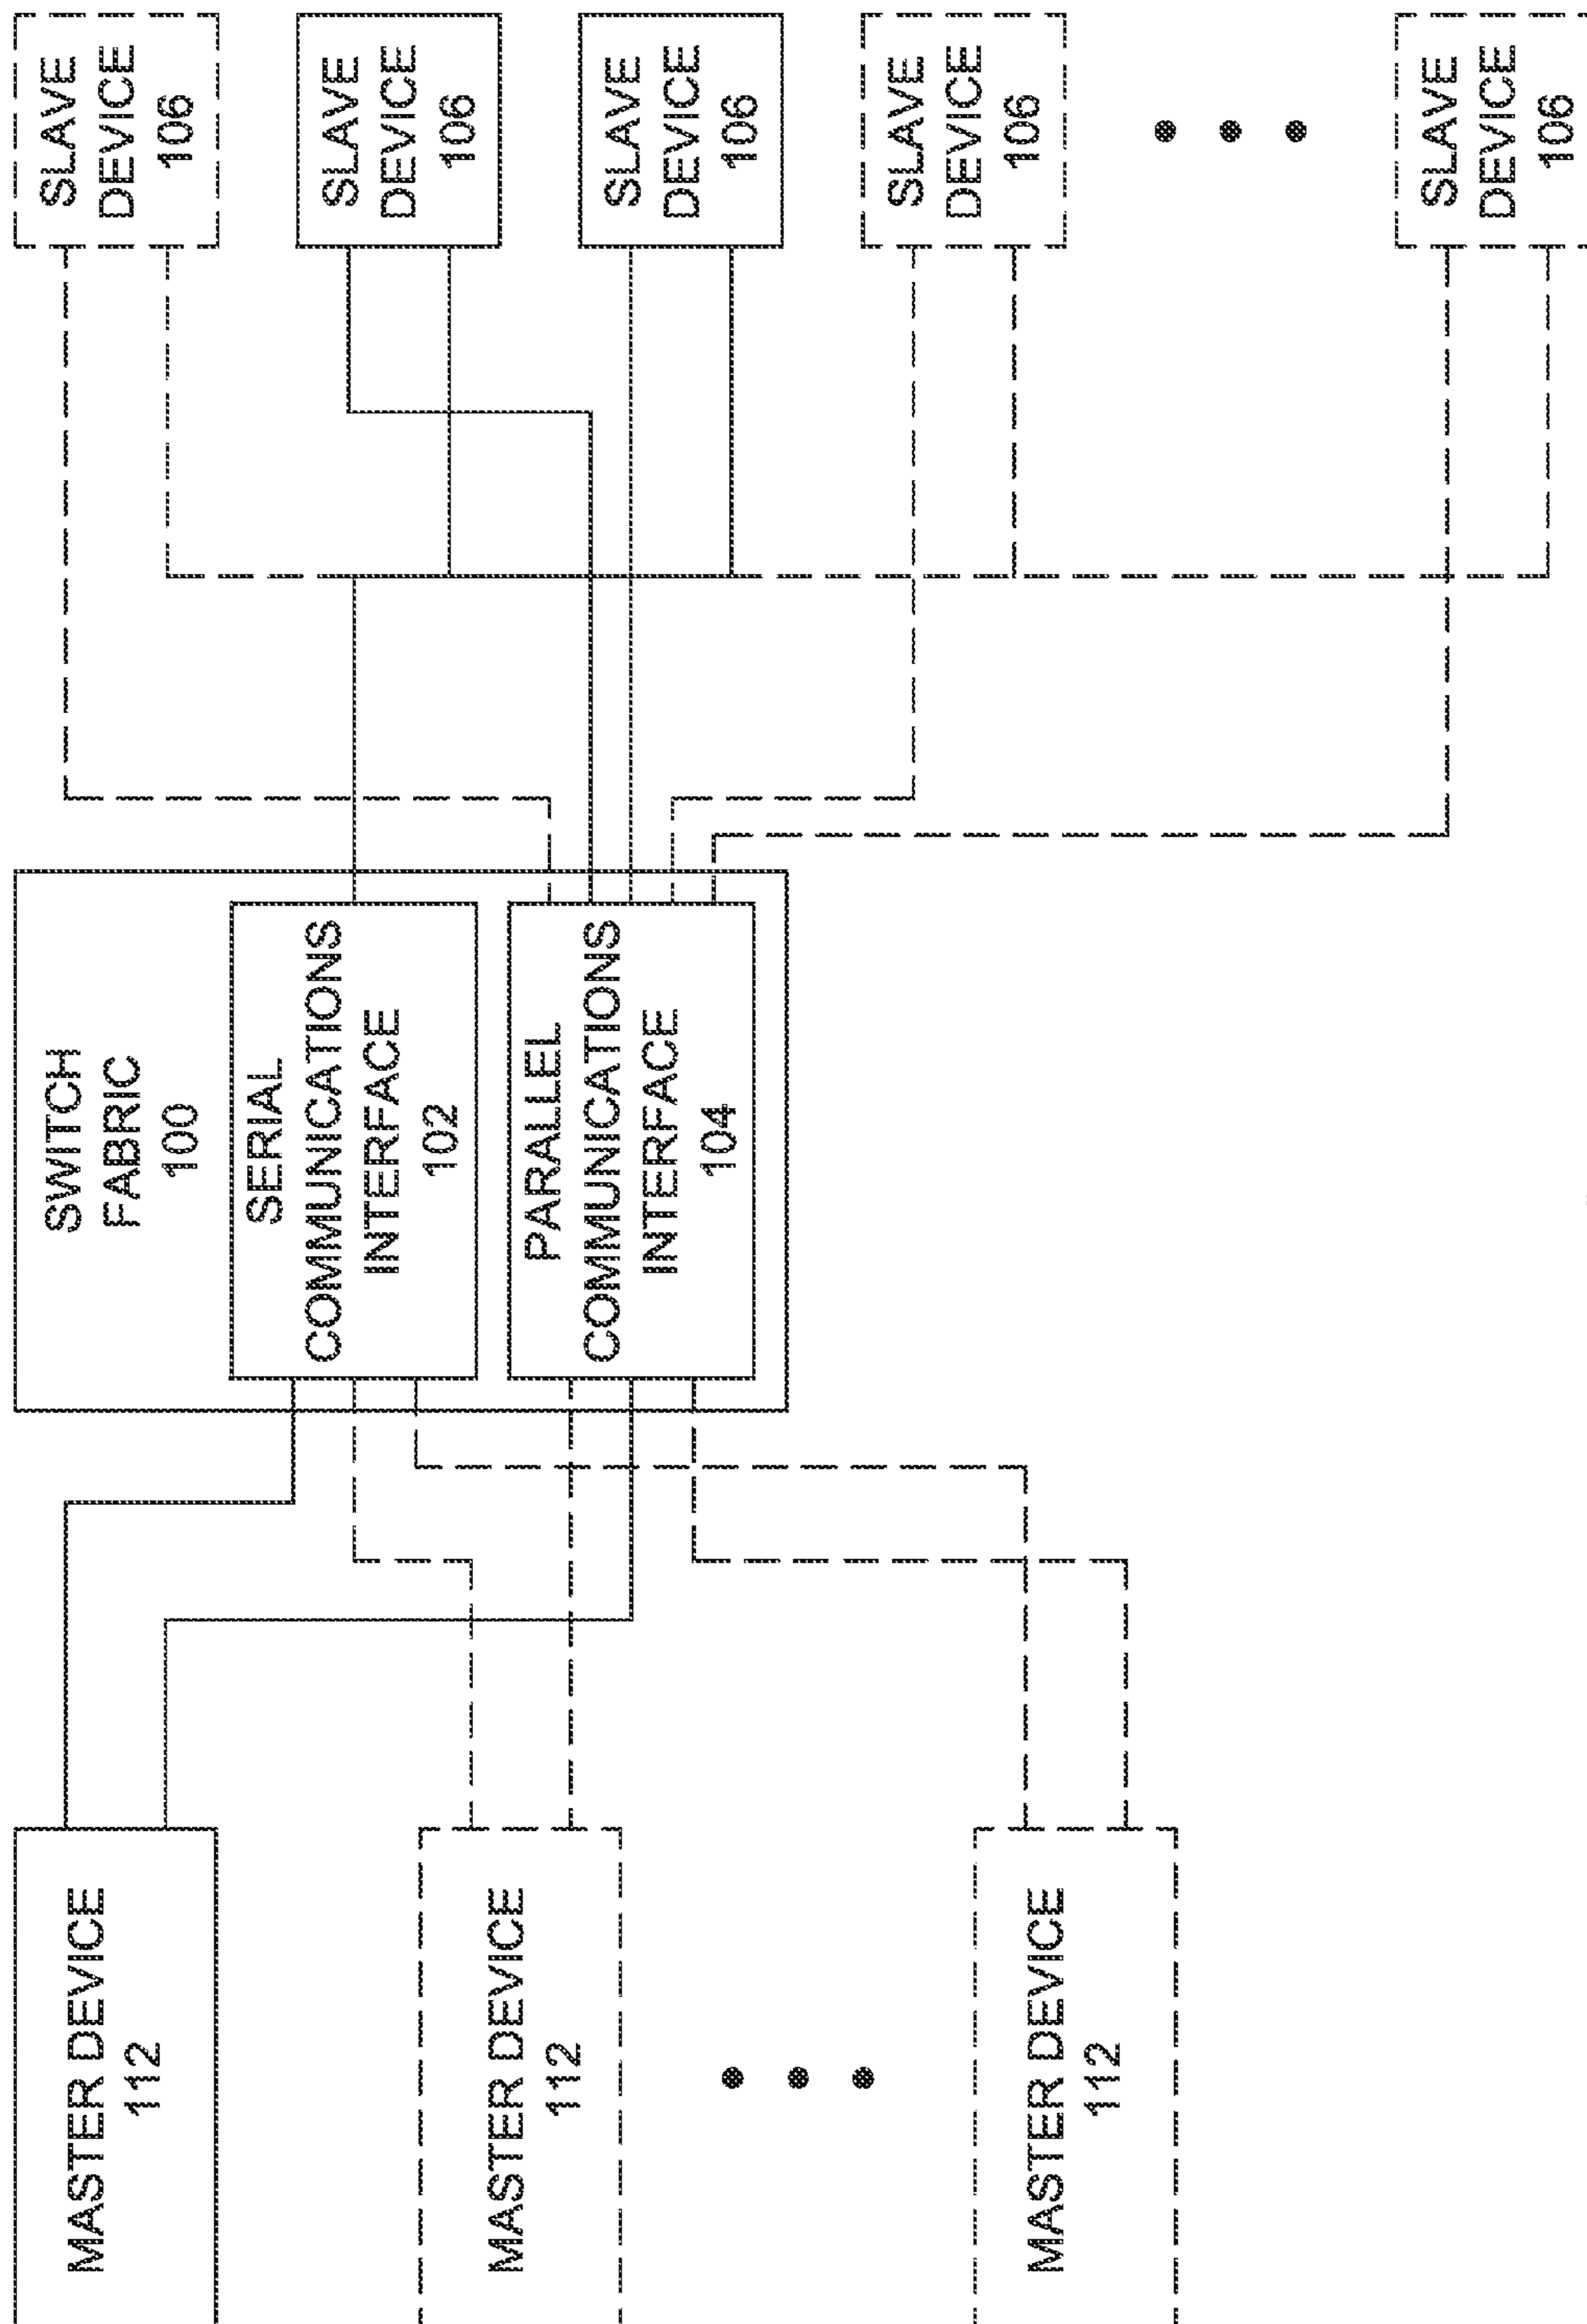 MASTER DEVICE
112
MASTER DEVICE
112
MASTER DEVICE
112
SWITCH
FABRIC
100
SERIAL
COMMUNICATIONS
INTERFACE
102
PARALLEL
COMMUNICATIONS
INTERFACE
104
SLAVE
DEVICE
106
SLAVE
DEVICE
106
SLAVE
DEVICE
106
SLAVE
DEVICE
106
SLAVE
DEVICE
106